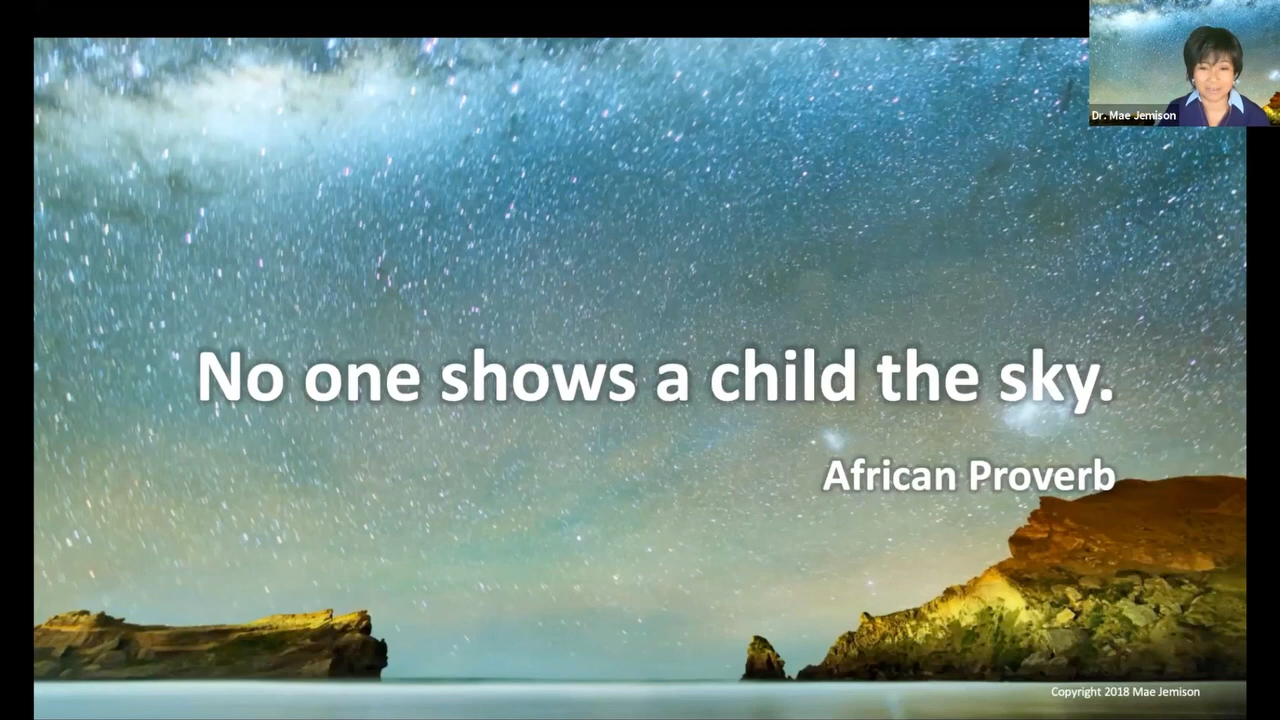 Dr. Mae Jemison
No one shows a child the sky.
African Proverb
Copyright 2018 Mae Jemison